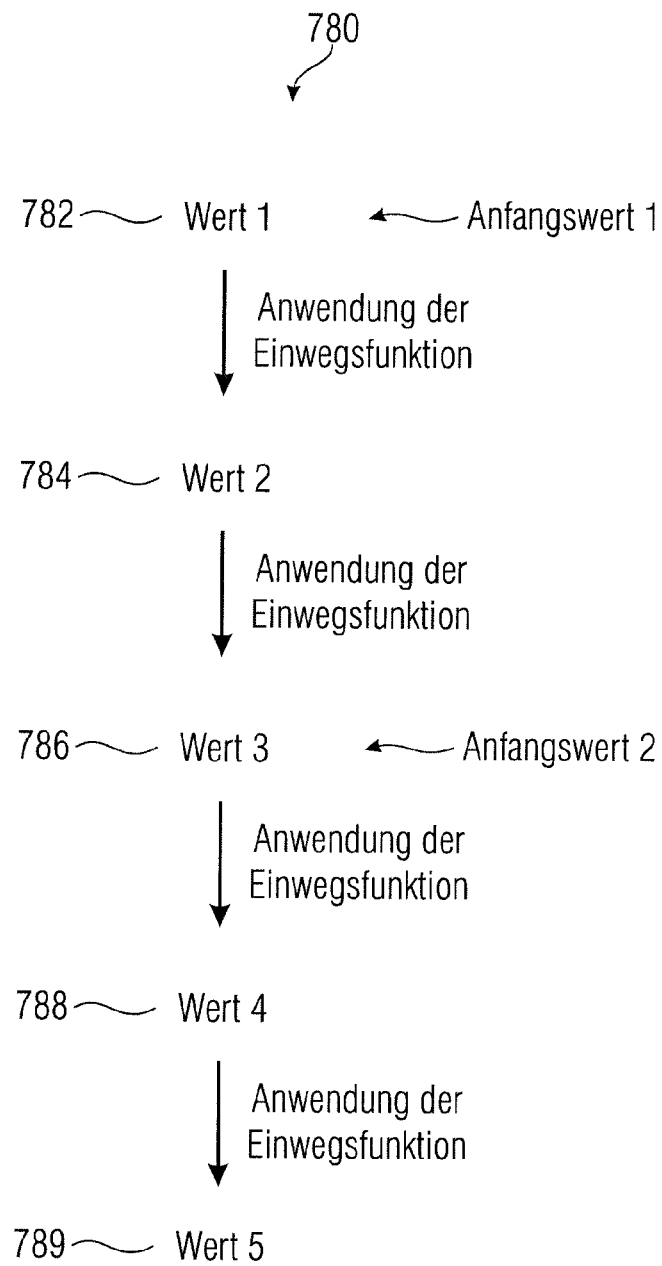 780
782 Wert 1 Anfangswert 1
Anwendung der
Einwegsfunktion
784 Wert 2
Anwendung der
Einwegsfunktion
786 Wert 3 Anfangswert 2
Anwendung der
Einwegsfunktion
788 Wert 4
Anwendung der
Einwegsfunktion
789 Wert 5